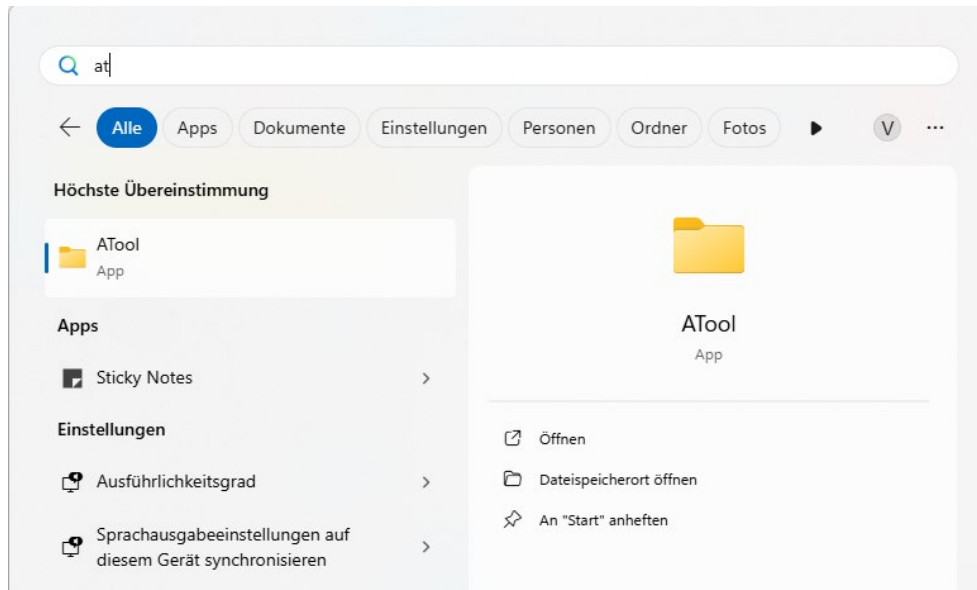 at
Alle Apps Dokumente Einstellungen Personen Ordner Fotos V ...
Höchste Übereinstimmung
ATool
App
Apps
Sticky Notes
Einstellungen
Ausführlichkeitsgrad
Sprachausgabeeinstellungen auf
diesem Gerät synchronisieren
ATool
App
Öffnen
Dateispeicherort öffnen
An "Start" anheften